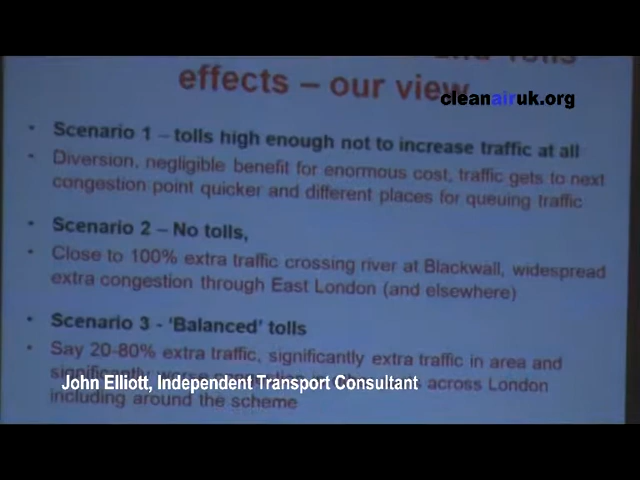 effects – our view
cleanairuk.org
• Scenario 1 – tolls high enough not to increase traffic at all
• Diversion, negligible benefit for enormous cost, traffic gets to next
congestion point quicker and different places for queuing traffic
• Scenario 2 – No tolls,
• Close to 100% extra traffic crossing river at Blackwall, widespread
extra congestion through East London (and elsewhere)
• Scenario 3 - ‘Balanced’ tolls
• Say 20-80% extra traffic, significantly extra traffic in area and
across London
John Elliott, Independent Transport Consultant
including around the scheme